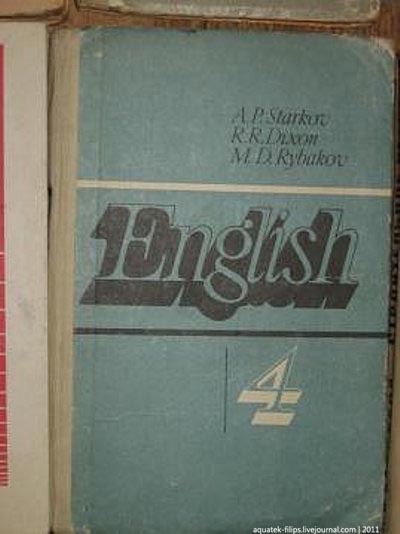 A. P. Starkov
R. R. Dixon
M. D. Rybakov
English
4
aquatek-filips.livejournal.com | 2011